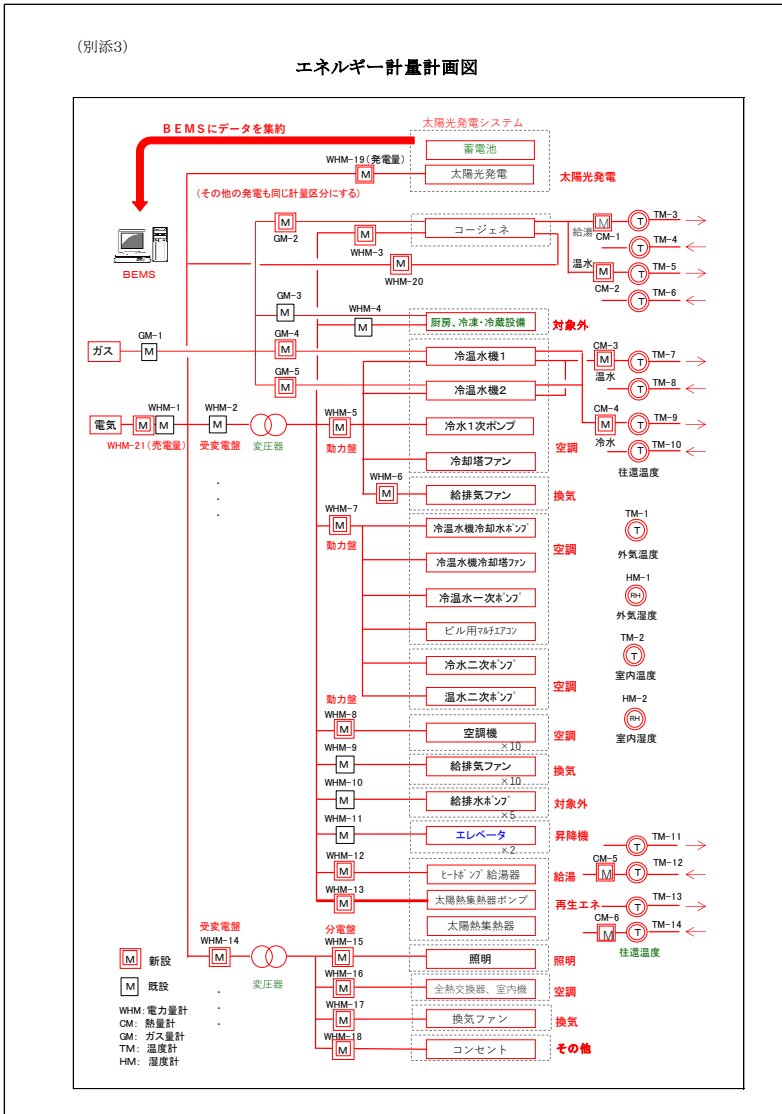 (別添3)
エネルギー計量計画図
太陽光発電システム
BEMSにデータを集約
蓄電池
WHM-19(発電量)
M
太陽光発電
太陽光発電
(その他の発電も同じ計量区分にする)
M
GM-2
M
WHM-3
コージェネ
給湯
M
CM-1
T
TM-3
T
TM-4
BEMS
M
WHM-20
温水
M
CM-2
T
TM-5
T
TM-6
GM-3
M
WHM-4
M
厨房、冷凍・冷蔵設備
対象外
ガス
GM-1
M
GM-4
M
冷温水機1
CM-3
M
温水
T
TM-7
T
TM-8
GM-5
M
冷温水機2
CM-4
M
冷水
T
TM-9
T
TM-10
往還温度
電気
M
WHM-1
M
WHM-21(売電量)
WHM-2
M
受変電盤
変圧器
WHM-5
M
動力盤
冷水1次ポンプ
空調
冷却塔ファン
WHM-6
M
給排気ファン
換気
WHM-7
M
動力盤
冷温水機冷却水ポンプ
空調
冷温水機冷却塔ファン
冷温水一次ポンプ
ビル用マルチエアコン
冷水二次ポンプ
空調
温水二次ポンプ
TM-1
T
外気温度
HM-1
RH
外気湿度
TM-2
T
室内温度
HM-2
RH
室内湿度
動力盤
WHM-8
M
空調機
×10
空調
WHM-9
M
給排気ファン
×10
換気
WHM-10
M
給排水ポンプ
×5
対象外
WHM-11
M
エレベータ
×2
昇降機
T
TM-11
WHM-12
M
ヒートポンプ給湯器
給湯
CM-5
M
T
TM-12
WHM-13
M
太陽熱集熱器ポンプ
再生エネ
T
TM-13
太陽熱集熱器
CM-6
M
T
TM-14
往還温度
受変電盤
WHM-14
M
変圧器
分電盤
WHM-15
M
照明
照明
WHM-16
M
全熱交換器、室内機
空調
WHM-17
M
換気ファン
換気
WHM-18
M
コンセント
その他
M 新設
M 既設
WHM:電力量計
CM: 熱量計
GM: ガス量計
TM: 温度計
HM: 湿度計